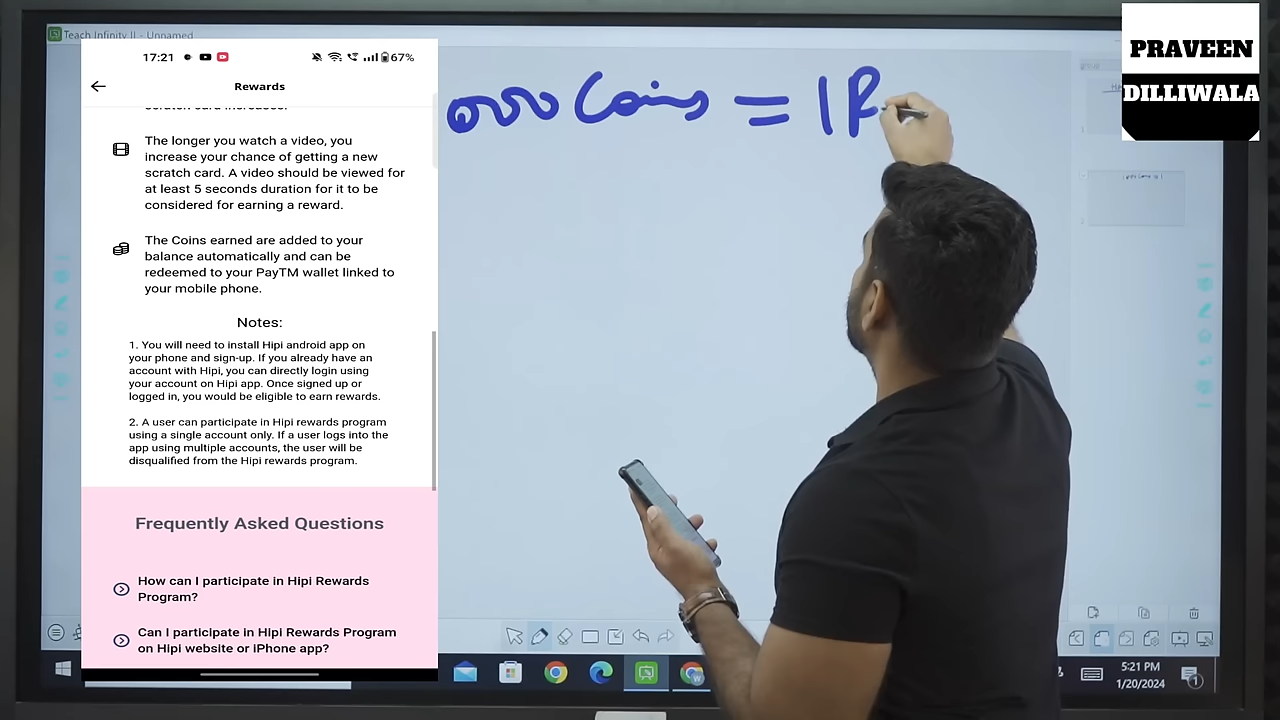 Teach Infinity II - Unnamed
17:21
67%
Rewards
The longer you watch a video, you
increase your chance of getting a new
scratch card. A video should be viewed for
at least 5 seconds duration for it to be
considered for earning a reward.
The Coins earned are added to your
balance automatically and can be
redeemed to your PayTM wallet linked to
your mobile phone.
Notes:
1. You will need to install Hipi android app on
your phone and sign-up. If you already have an
account with Hipi, you can directly login using
your account on Hipi app. Once signed up or
logged in, you would be eligible to earn rewards.
2. A user can participate in Hipi rewards program
using a single account only. If a user logs into the
app using multiple accounts, the user will be
disqualified from the Hipi rewards program.
Frequently Asked Questions
How can I participate in Hipi Rewards
Program?
Can I participate in Hipi Rewards Program
on Hipi website or iPhone app?
000 Coins = 1 R
PRAVEEN
DILLIWALA
5:21 PM
1/20/2024